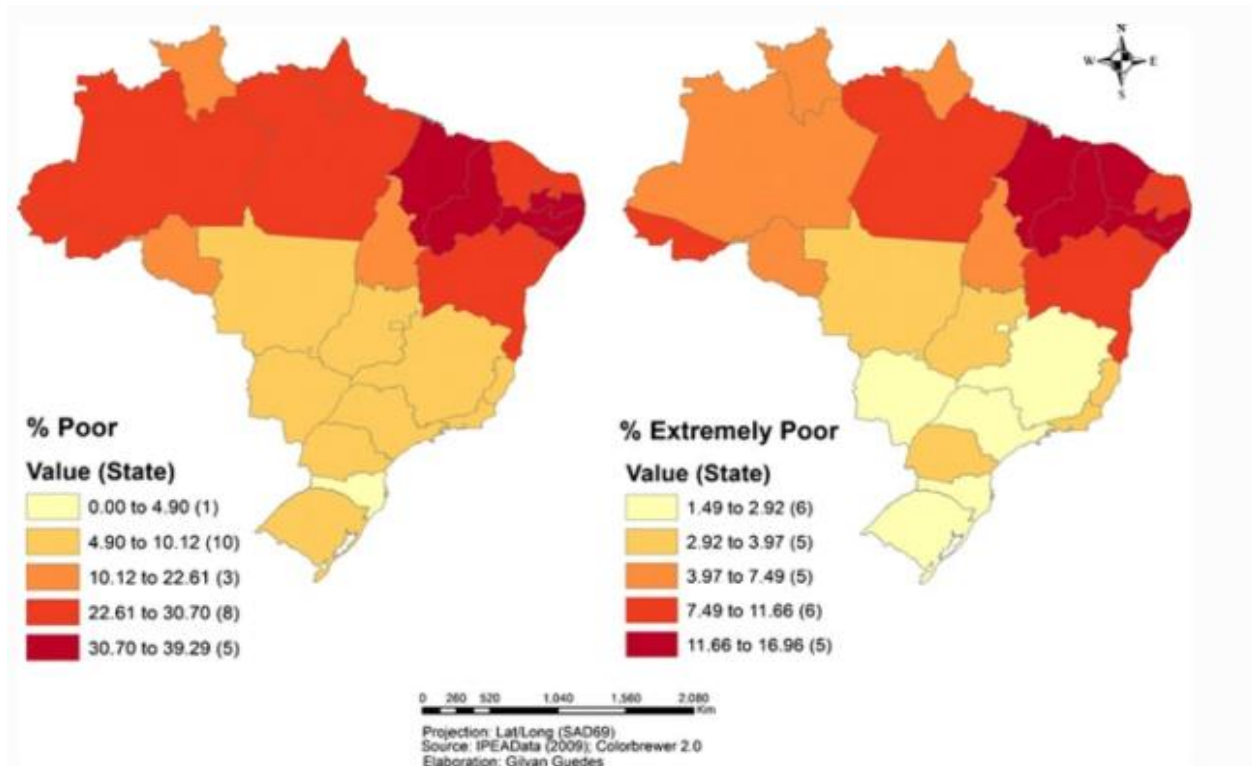 N
W E
S
% Poor
Value (State)
0.00 to 4.90 (1)
4.90 to 10.12 (10)
10.12 to 22.61 (3)
22.61 to 30.70 (8)
30.70 to 39.29 (5)
% Extremely Poor
Value (State)
1.49 to 2.92 (6)
2.92 to 3.97 (5)
3.97 to 7.49 (5)
7.49 to 11.66 (6)
11.66 to 16.96 (5)
0 260 520 1.040 1.560 2.080
Km
Projection: Lat/Long (SAD69)
Source: IPEAData (2009); Colorbrewer 2.0
Elaboration: Gilvan Guedes